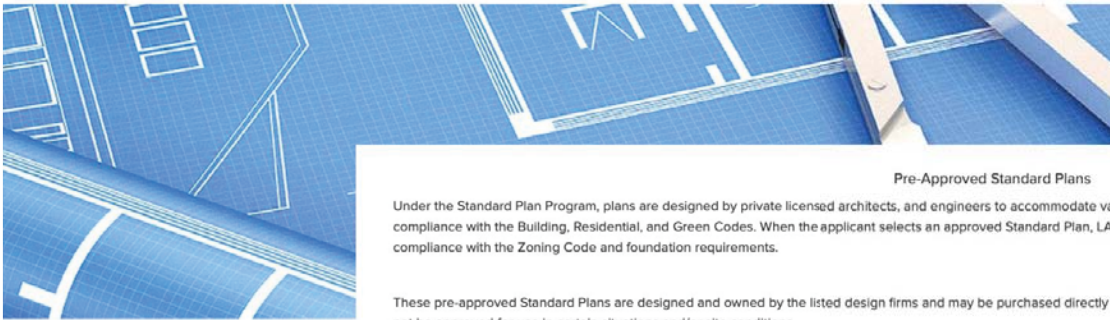 Pre-Approved Standard Plans
Under the Standard Plan Program, plans are designed by private licensed architects, and engineers to accommodate
compliance with the Building, Residential, and Green Codes. When the applicant selects an approved Standard Plan,
compliance with the Zoning Code and foundation requirements.
These pre-approved Standard Plans are designed and owned by the listed design firms and may be purchased directly